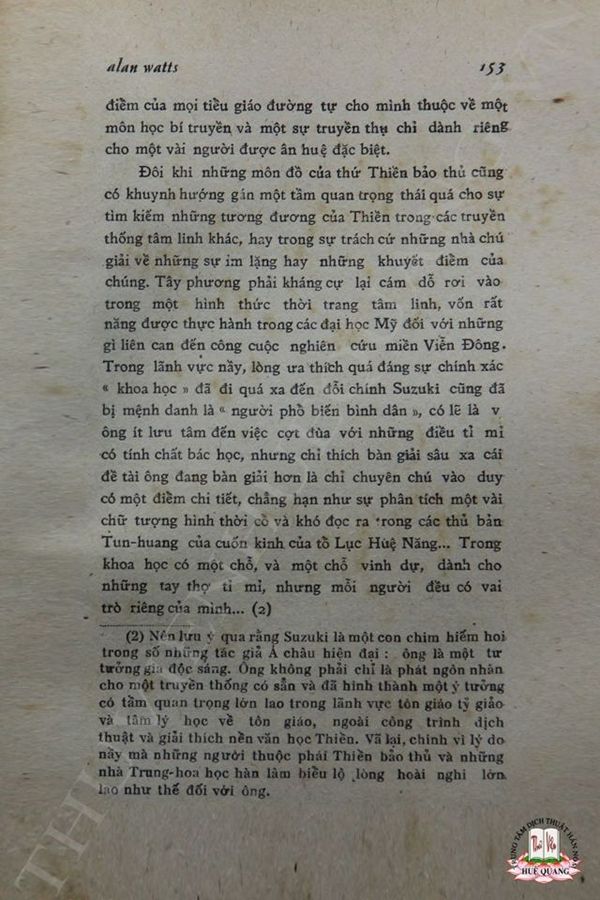 alan watts 153
điểm của mọi tiểu giáo đường tự cho mình thuộc về một
môn học bí truyền và một sự truyền thụ chỉ dành riêng
cho một vài người được ân huệ đặc biệt.
Đôi khi những môn đồ của thứ Thiền bảo thủ cũng
có khuynh hướng gán một tầm quan trọng thái quá cho sự
tìm kiếm những tương đương của Thiền trong các truyền
thống tâm linh khác, hay trong sự trách cứ những nhà chú
giải về những sự im lặng hay những khuyết điểm của
chúng. Tây phương phải kháng cự lại cám dỗ rơi vào
trong một hình thức thời trang tâm linh, vốn rất
năng được thực hành trong các đại học Mỹ đối với những
gì liên can đến công cuộc nghiên cứu miền Viễn Đông.
Trong lãnh vực nầy, lòng ưa thích quá đáng sự chính xác
« khoa học » đã đi quá xa đến đỗi chính Suzuki cũng đã
bị mệnh danh là « người phổ biến bình dân », có lẽ là v
ông ít lưu tâm đến việc cợt đùa với những điều tỉ mỉ
có tính chất bác học, nhưng chỉ thích bàn giải sâu xa cái
đề tài ông đang bàn giải hơn là chỉ chuyên chú vào duy
có một điểm chi tiết, chẳng hạn như sự phân tích một vài
chữ tượng hình thời cổ và khó đọc ra trong các thủ bản
Tun-huang của cuốn kinh của tổ Lục Huệ Năng... Trong
khoa học có một chỗ, và một chỗ vinh dự, dành cho
những tay thợ tỉ mỉ, nhưng mỗi người đều có vai
trò riêng của mình... (2)
(2) Nên lưu ý qua rằng Suzuki là một con chim hiếm hoi
trong số những tác giả Á châu hiện đại : ông là một tư
tưởng gia độc sáng. Ông không phải chỉ là phát ngôn nhân
cho một truyền thống có sẵn và đã hình thành một ý tưởng
có tầm quan trọng lớn lao trong lãnh vực tôn giáo tỷ giảo
và tâm lý học về tôn giáo, ngoài công trình dịch
thuật và giải thích nền văn học Thiền. Vã lại, chính vì lý do
nầy mà những người thuộc phái Thiền bảo thủ và những
nhà Trung-hoa học hàn lâm biểu lộ lòng hoài nghi lớn
lao như thế đối với ông.
TRUNG TÂM DỊCH THUẬT HÁN NÔM
HUỆ QUANG